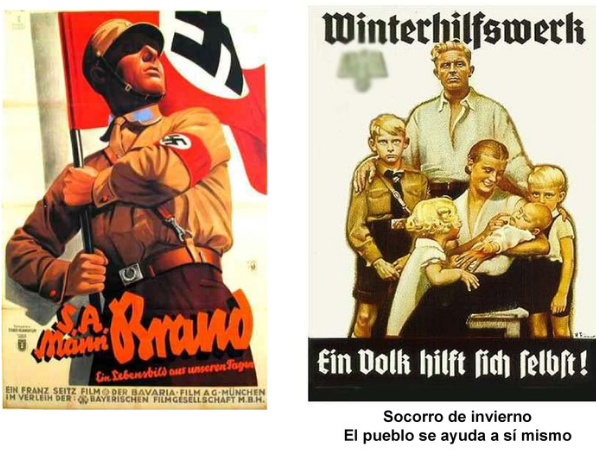 S.A.
Mann Brand
Ein Lebensbild aus unseren Tagen
EIN FRANZ SEITZ FILM DER BAVARIA-FILM AG-MÜNCHEN
IM VERLEIH DER BAYERISCHEN FILMGESELLSCHAFT M.B.H.
Winterhilfswerk
Ein Volk hilft sich selbst!
Socorro de invierno
El pueblo se ayuda a sí mismo